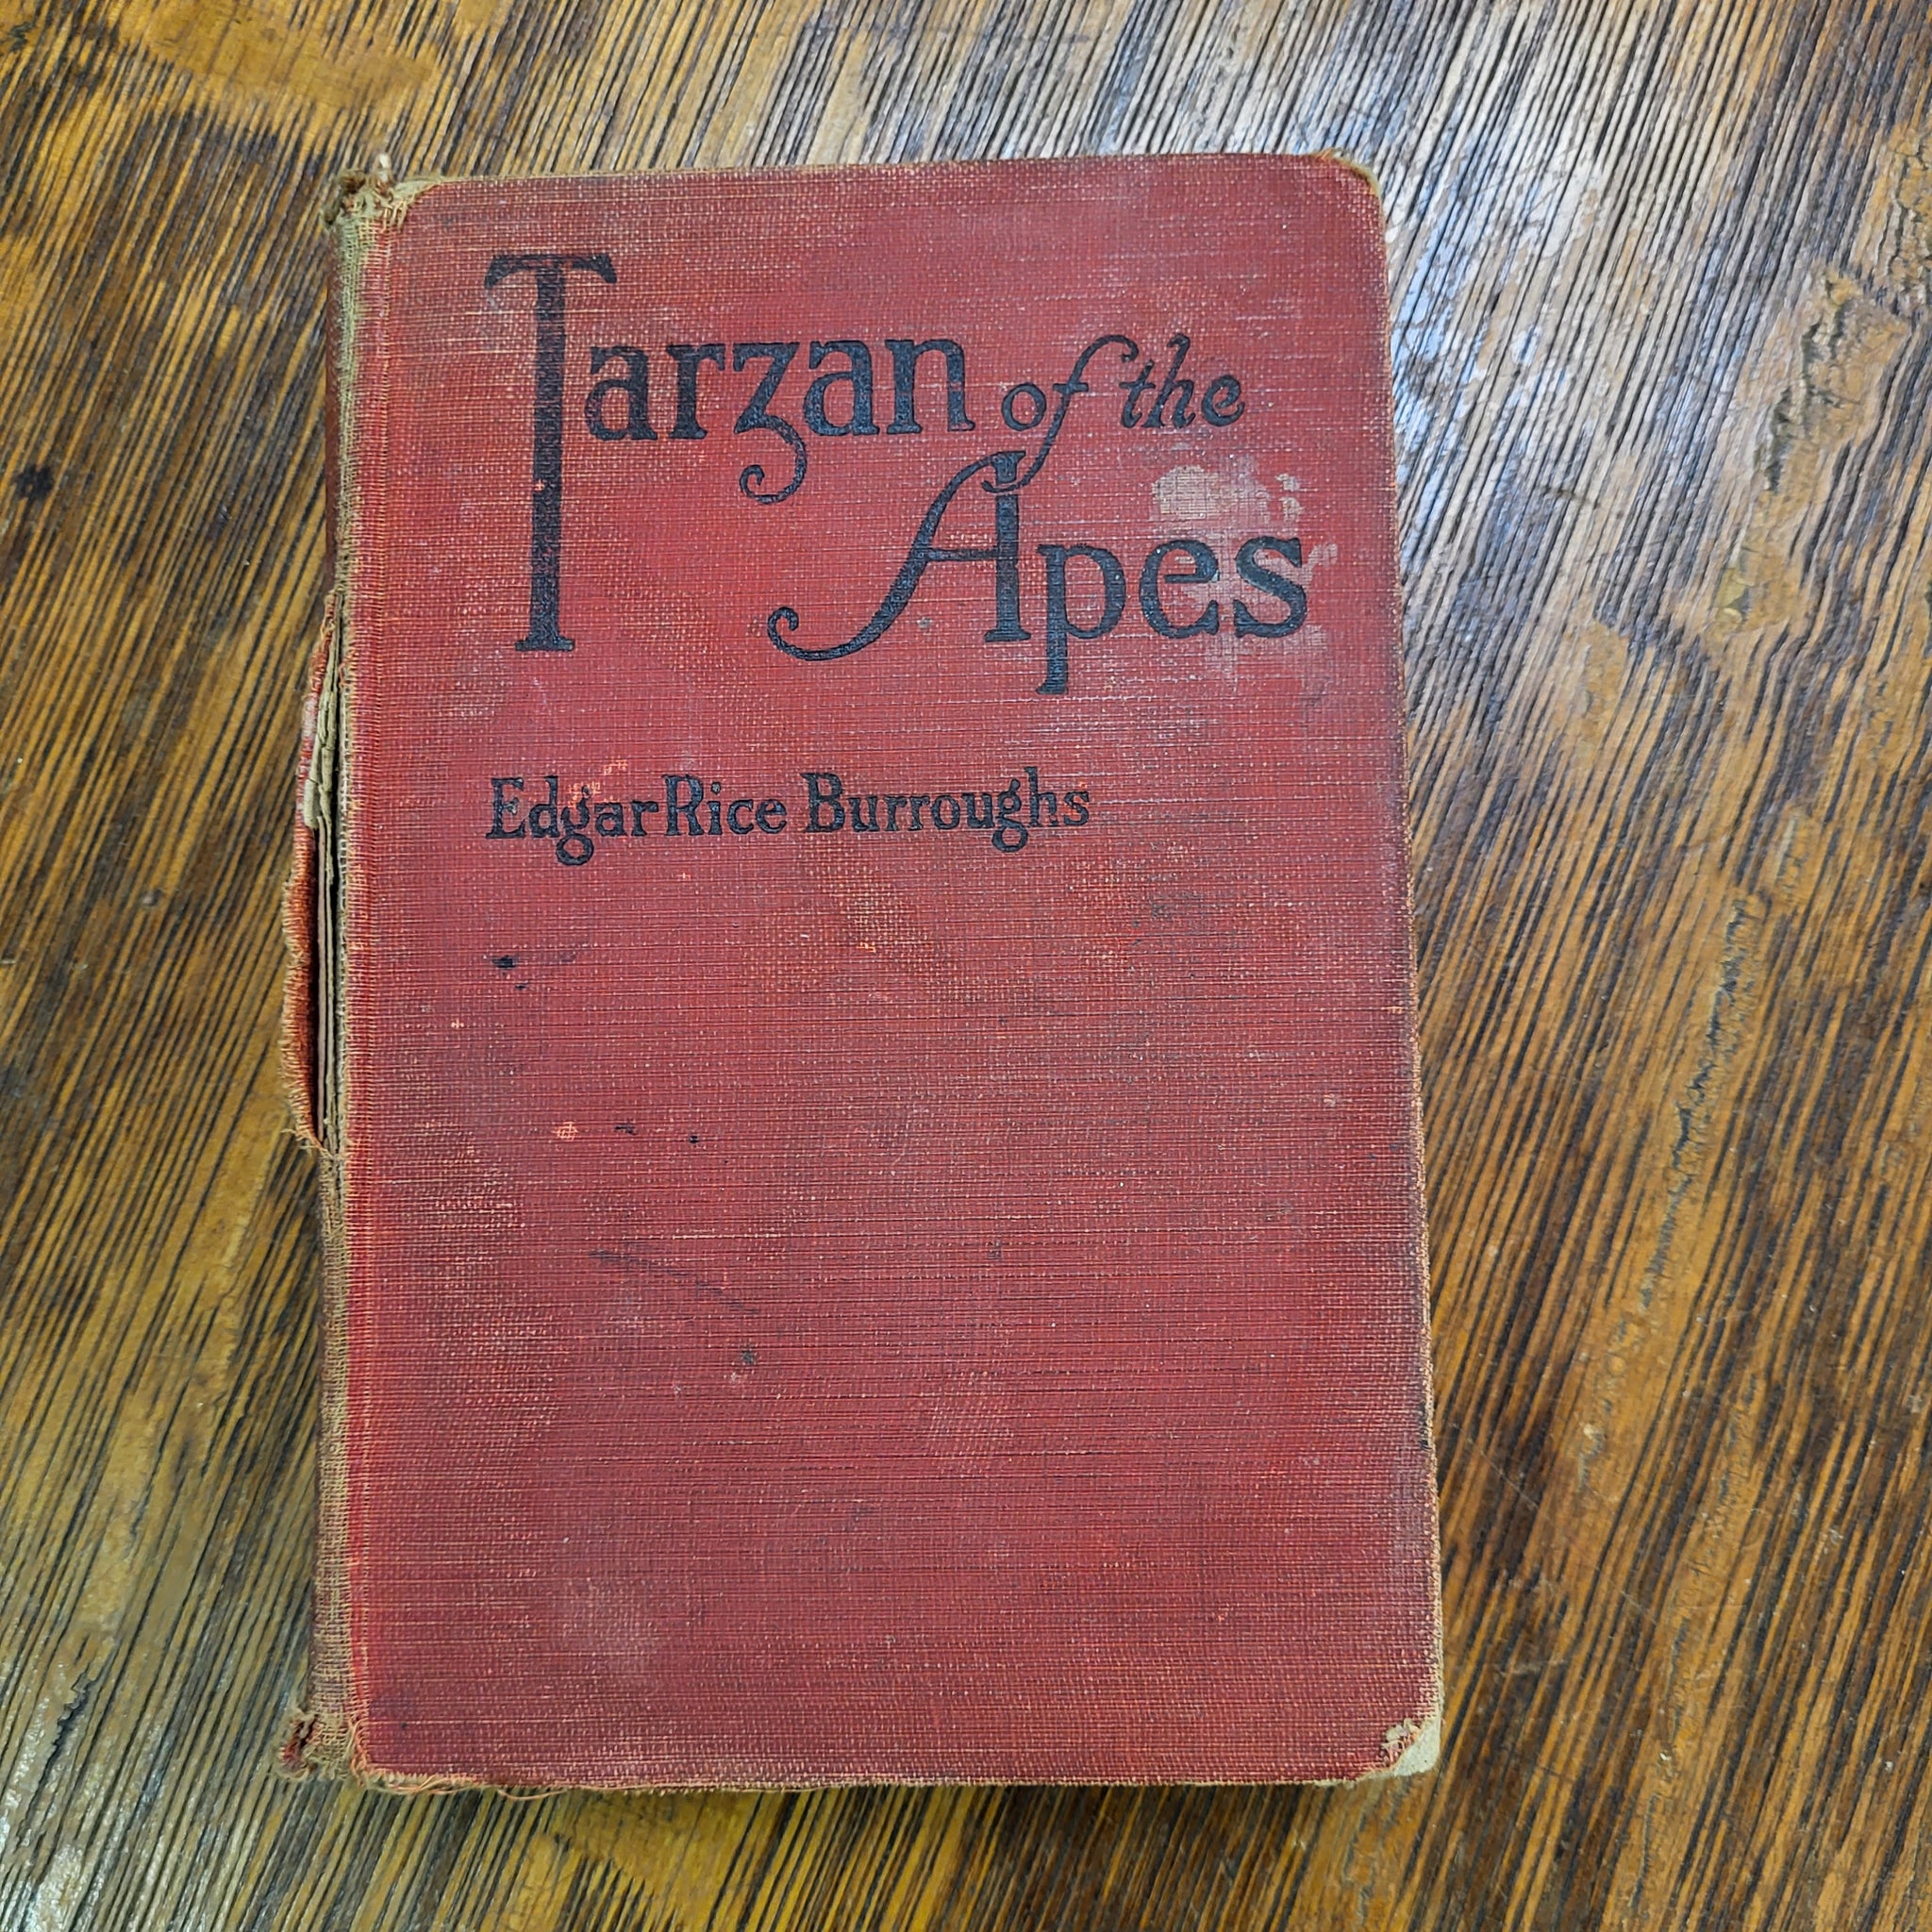 Tarzan of the
Apes
Edgar Rice Burroughs